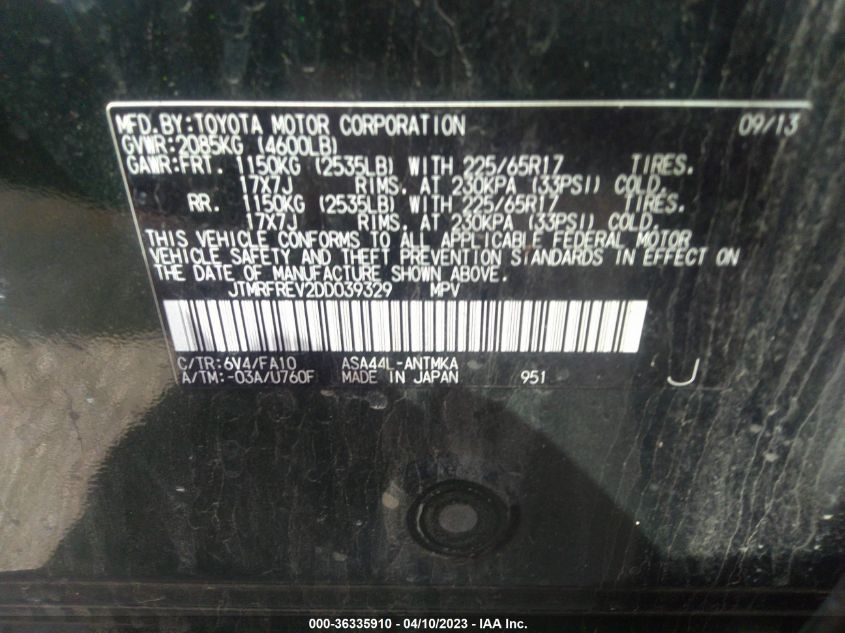 MFD.BY:TOYOTA MOTOR CORPORATION 09/13
GVWR:2085KG (4600LB)
GAWR:FRT. 1150KG (2535LB) WITH 225/65R17 TIRES.
17X7J RIMS. AT 230KPA (33PSI) COLD.
RR. 1150KG (2535LB) WITH 225/65R17 TIRES.
17X7J RIMS. AT 230KPA (33PSI) COLD.
THIS VEHICLE CONFORMS TO ALL APPLICABLE FEDERAL MOTOR
VEHICLE SAFETY AND THEFT PREVENTION STANDARDS IN EFFECT ON
THE DATE OF MANUFACTURE SHOWN ABOVE.
JTMRFREV2DD039329 MPV
C/TR:6V4/FA10 ASA44L-ANTMKA
A/TM:-03A/U760F MADE IN JAPAN 951 J
000-36335910 - 04/10/2023 - IAA Inc.